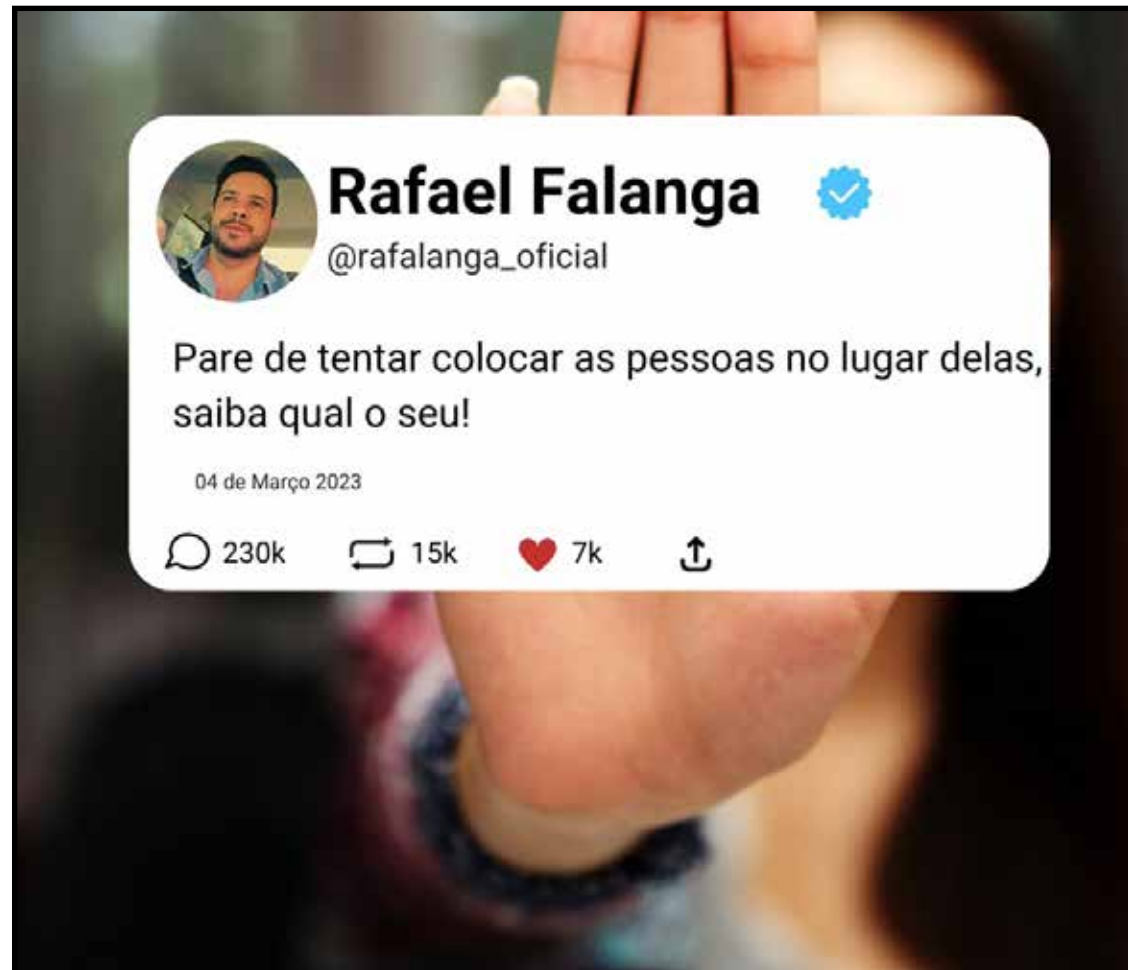 Rafael Falanga
@rafalanga_oficial
Pare de tentar colocar as pessoas no lugar delas,
saiba qual o seu!
04 de Março 2023
230k 15k 7k